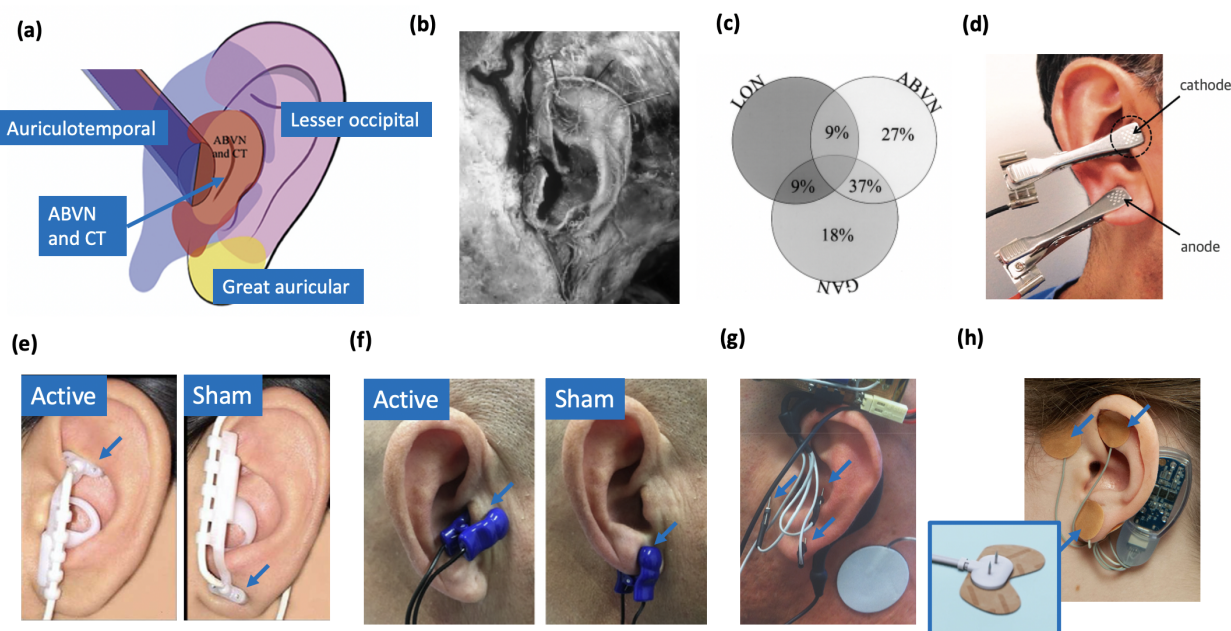 (a)
Auriculotemporal
Lesser occipital
ABVN
and CT
ABVN
and CT
Great auricular
(b)
(c)
LON
ABVN
9%
27%
9%
37%
18%
GAN
(d)
cathode
anode
(e)
Active
Sham
(f)
Active
Sham
(g)
(h)